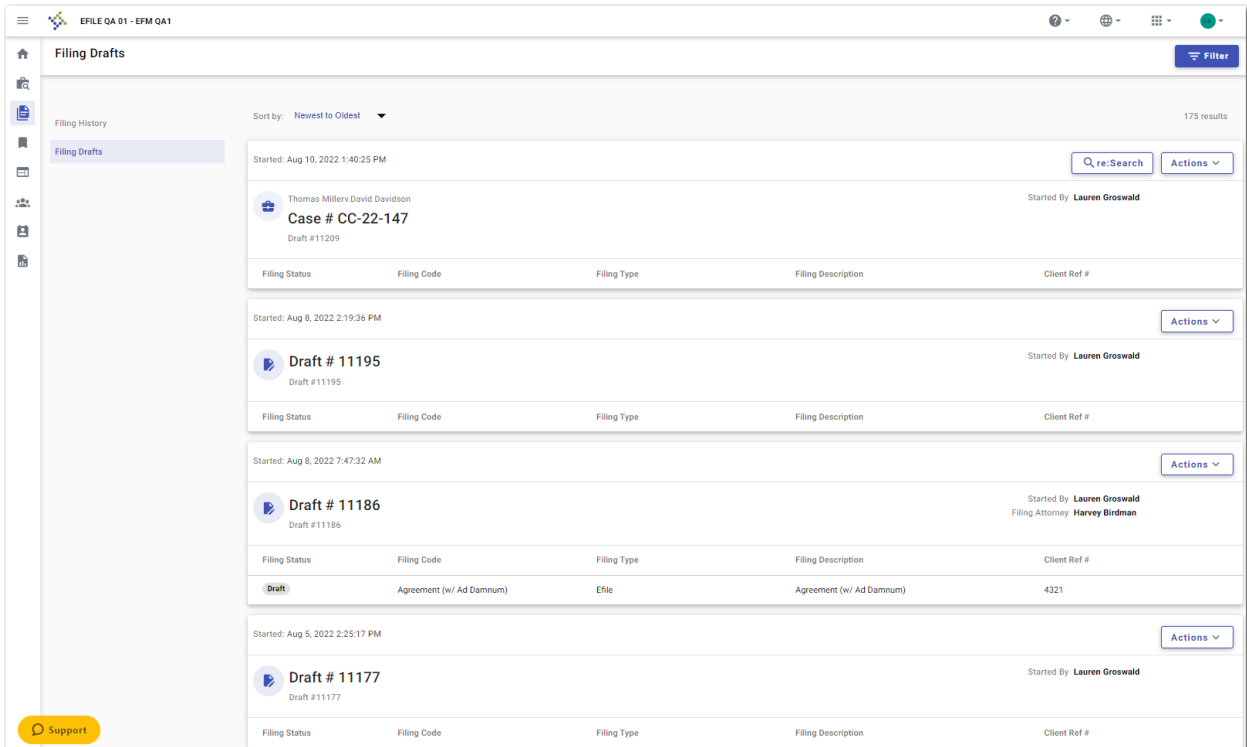 EFILE QA 01 - EFM QA1
LG
Filing Drafts
Filter
Filing History
Filing Drafts
Sort by: Newest to Oldest
175 results
Started: Aug 10, 2022 1:40:25 PM
re:Search
Actions
Thomas Millerv.David Davidson
Case # CC-22-147
Draft #11209
Started By Lauren Groswald
Filing Status Filing Code Filing Type Filing Description Client Ref #
Started: Aug 8, 2022 2:19:36 PM
Actions
Draft # 11195
Draft #11195
Started By Lauren Groswald
Filing Status Filing Code Filing Type Filing Description Client Ref #
Started: Aug 8, 2022 7:47:32 AM
Actions
Draft # 11186
Draft #11186
Started By Lauren Groswald
Filing Attorney Harvey Birdman
Filing Status Filing Code Filing Type Filing Description Client Ref #
Draft Agreement (w/ Ad Damnum) Efile Agreement (w/ Ad Damnum) 4321
Started: Aug 5, 2022 2:25:17 PM
Actions
Draft # 11177
Draft #11177
Started By Lauren Groswald
Filing Status Filing Code Filing Type Filing Description Client Ref #
Support